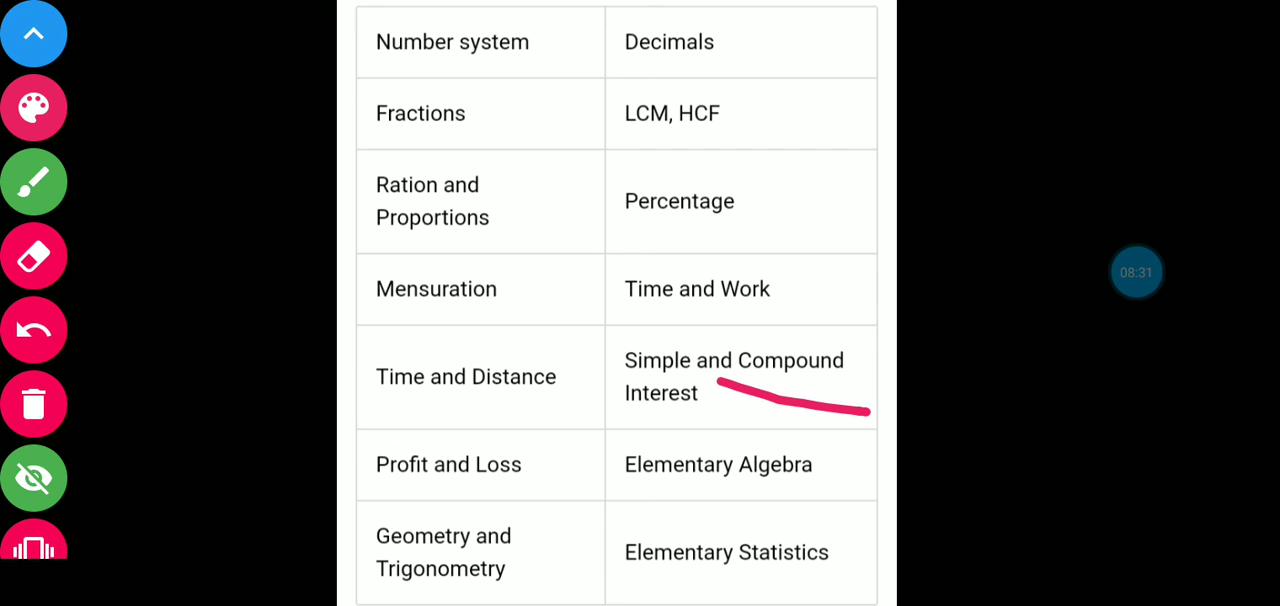 Number system
Decimals
Fractions
LCM, HCF
Ration and
Proportions
Percentage
Mensuration
Time and Work
Time and Distance
Simple and Compound
Interest
Profit and Loss
Elementary Algebra
Geometry and
Trigonometry
Elementary Statistics
08:31